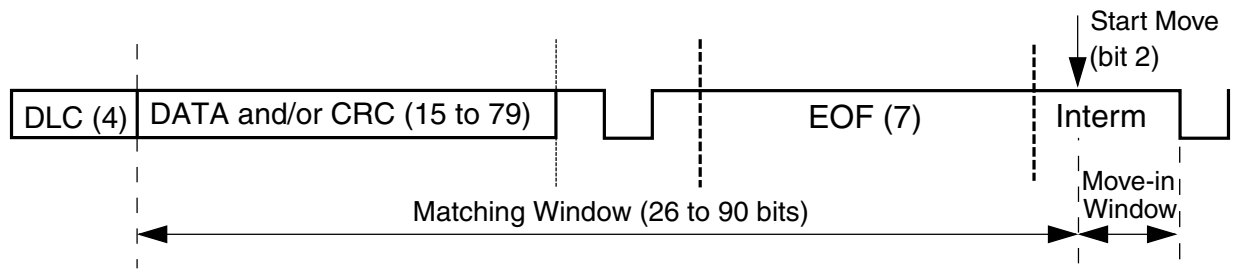 Start Move
(bit 2)
DLC (4)
DATA and/or CRC (15 to 79)
EOF (7)
Interm
Matching Window (26 to 90 bits)
Move-in
Window